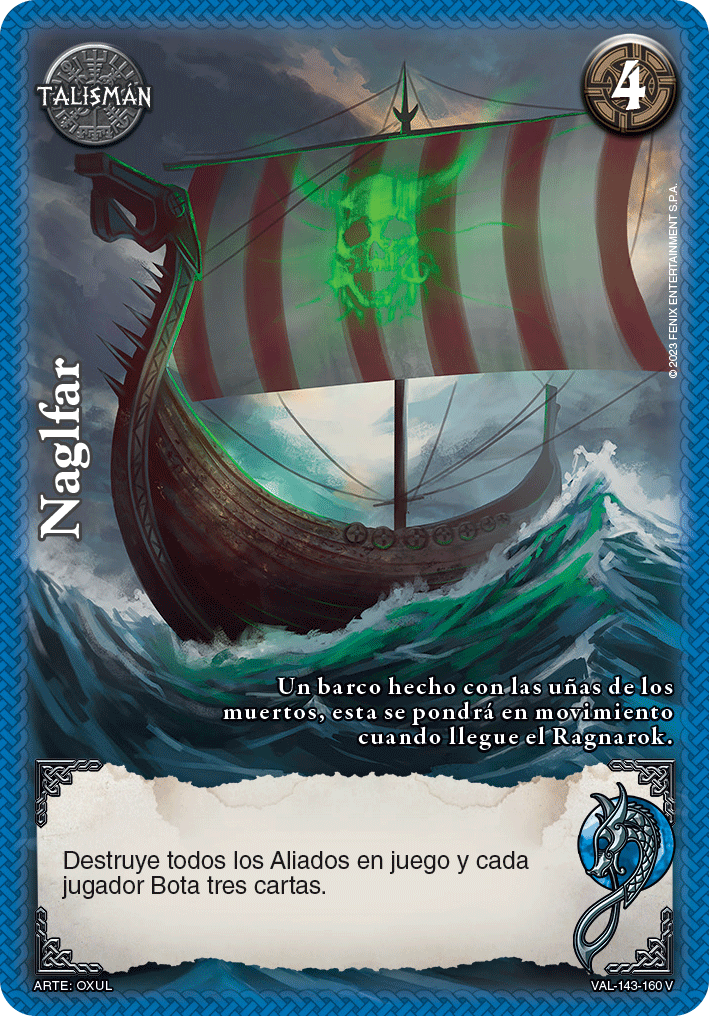 TALISMÁN
4
© 2023 FENIX ENTERTAINMENT S.P.A.
Naglfar
Un barco hecho con las uñas de los
muertos, esta se pondrá en movimiento
cuando llegue el Ragnarok.
Destruye todos los Aliados en juego y cada
jugador Bota tres cartas.
ARTE: OXUL
VAL-143-160 V